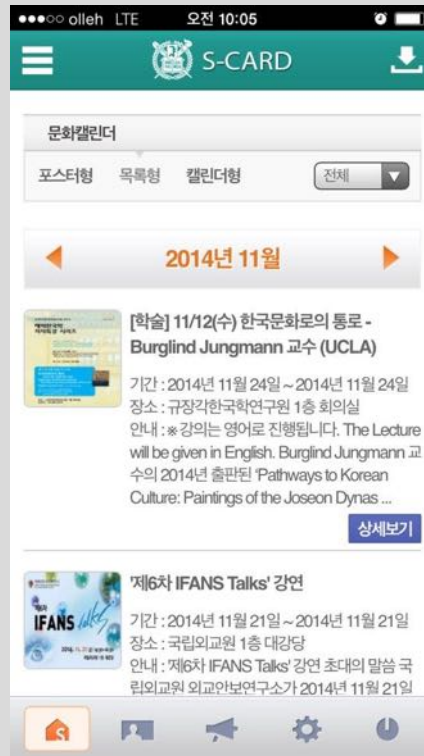 olleh LTE 오전 10:05
S-CARD
문화캘린더
포스터형 목록형 캘린더형 전체
2014년 11월
[학술] 11/12(수) 한국문화로의 통로 -
Burglind Jungmann 교수 (UCLA)
기간 : 2014년 11월 24일 ~ 2014년 11월 24일
장소 : 규장각한국학연구원 1층 회의실
안내 : ※ 강의는 영어로 진행됩니다. The Lecture
will be given in English. Burglind Jungmann 교
수의 2014년 출판된 'Pathways to Korean
Culture: Paintings of the Joseon Dynas ...
상세보기
IFANS talks
'제6차 IFANS Talks' 강연
기간 : 2014년 11월 21일 ~ 2014년 11월 21일
장소 : 국립외교원 1층 대강당
안내 : '제6차 IFANS Talks' 강연 초대의 말씀 국
립외교원 외교안보연구소가 2014년 11월 21일
S